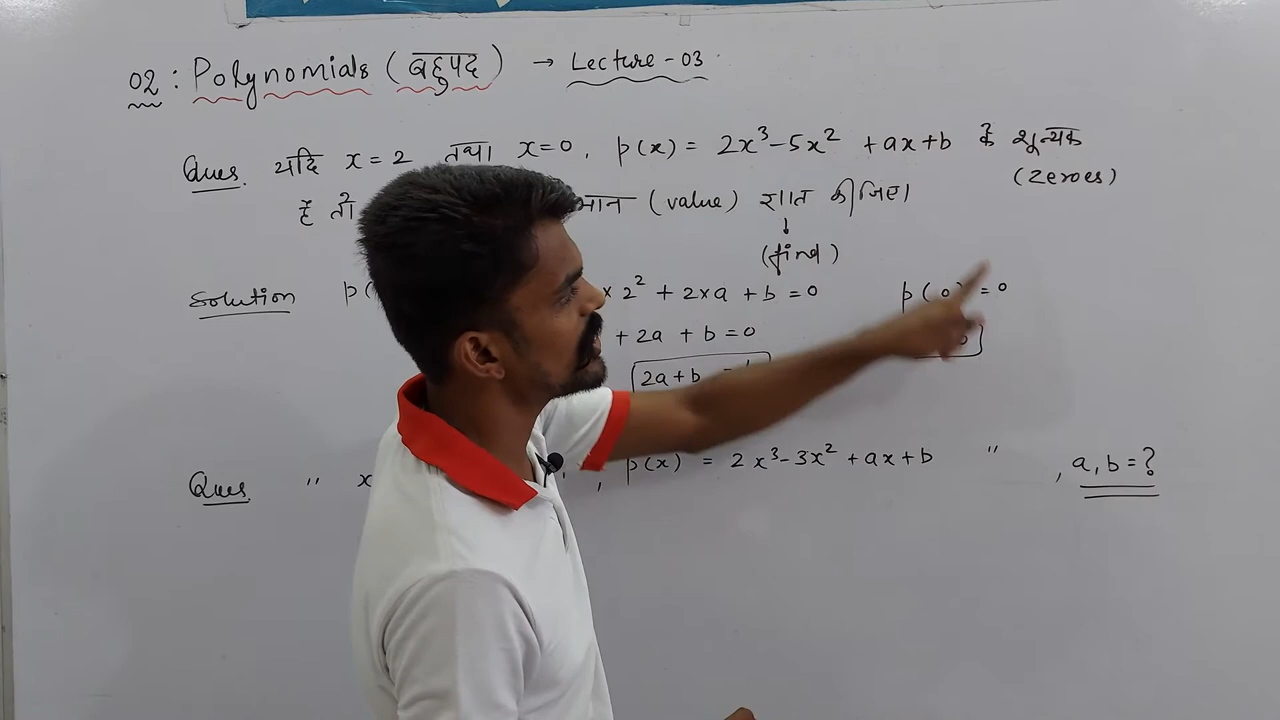 02 : Polynomials (बहुपद) → Lecture - 03
Ques. यदि x = 2 तथा x = 0, p(x) = 2x³ - 5x² + ax + b के शून्यक
(zeroes)
हैं तो मान (value) ज्ञात कीजिए।
↓
(find)
Solution p( × 2² + 2×a + b = 0 p(0) = 0
+ 2a + b = 0
2a + b
Ques. " x , p(x) = 2x³ - 3x² + ax + b " , a, b = ?